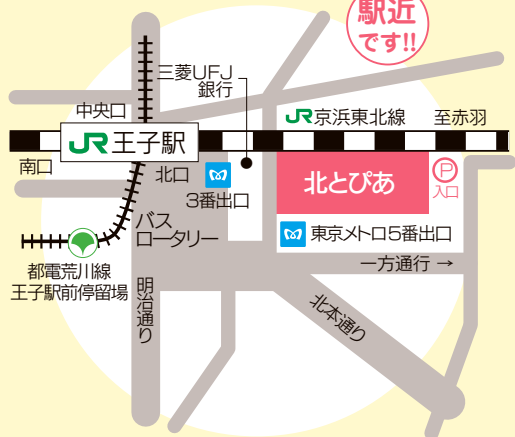 駅近
です!!
三菱UFJ
銀行
中央口
JR京浜東北線
至赤羽
JR王子駅
南口
北口
3番出口
北とぴあ
P
入口
バス
ロータリー
東京メトロ5番出口
一方通行 →
都電荒川線
王子駅前停留場
明治通り
北本通り